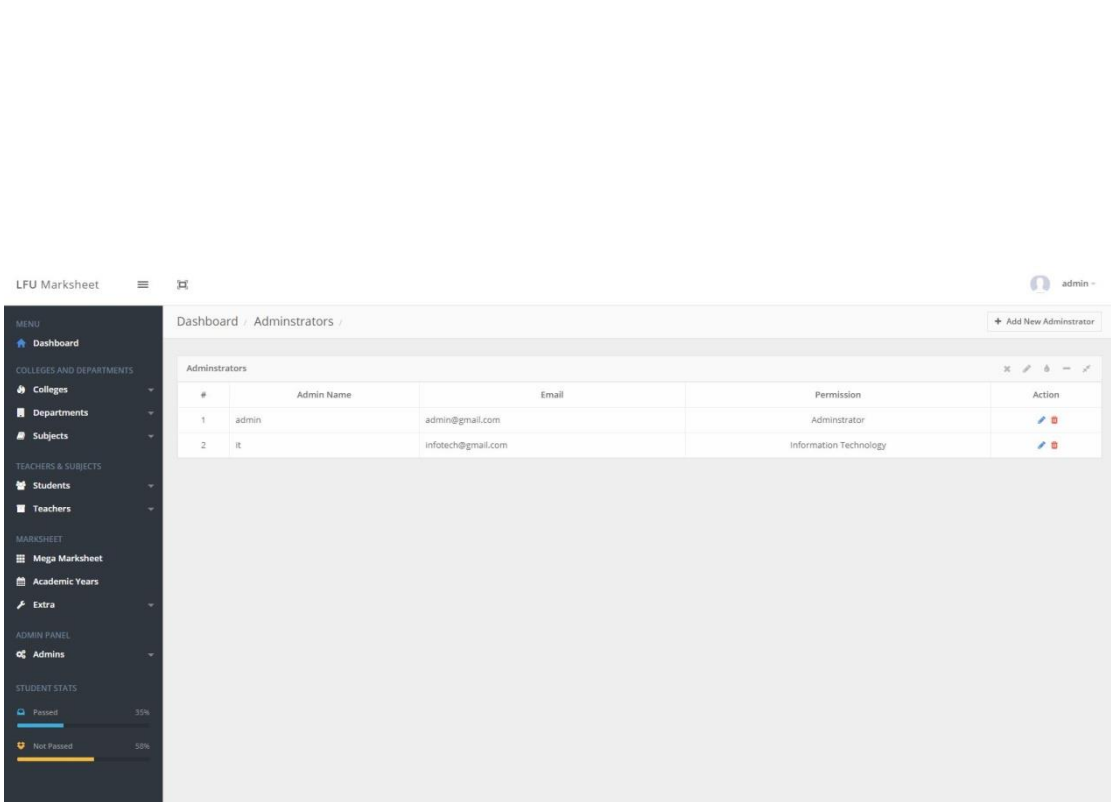 LFU Marksheet
admin
MENU
Dashboard
COLLEGES AND DEPARTMENTS
Colleges
Departments
Subjects
TEACHERS & SUBJECTS
Students
Teachers
MARKSHEET
Mega Marksheet
Academic Years
Extra
ADMIN PANEL
Admins
STUDENT STATS
Passed 35%
Not Passed 58%
Dashboard / Adminstrators /
+ Add New Adminstrator
Adminstrators
# Admin Name Email Permission Action
1 admin admin@gmail.com Adminstrator
2 it infotech@gmail.com Information Technology